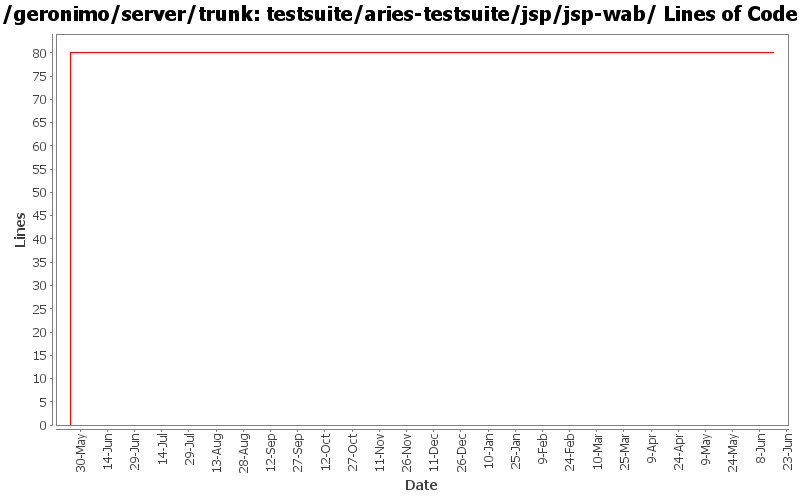 /geronimo/server/trunk: testsuite/aries-testsuite/jsp/jsp-wab/ Lines of Code
80
75
70
65
60
55
50
45
40
35
30
25
20
15
10
5
0
Lines
30-May
14-Jun
29-Jun
14-Jul
29-Jul
13-Aug
28-Aug
12-Sep
27-Sep
12-Oct
27-Oct
11-Nov
26-Nov
11-Dec
26-Dec
10-Jan
25-Jan
9-Feb
24-Feb
10-Mar
25-Mar
9-Apr
24-Apr
9-May
24-May
8-Jun
23-Jun
Date